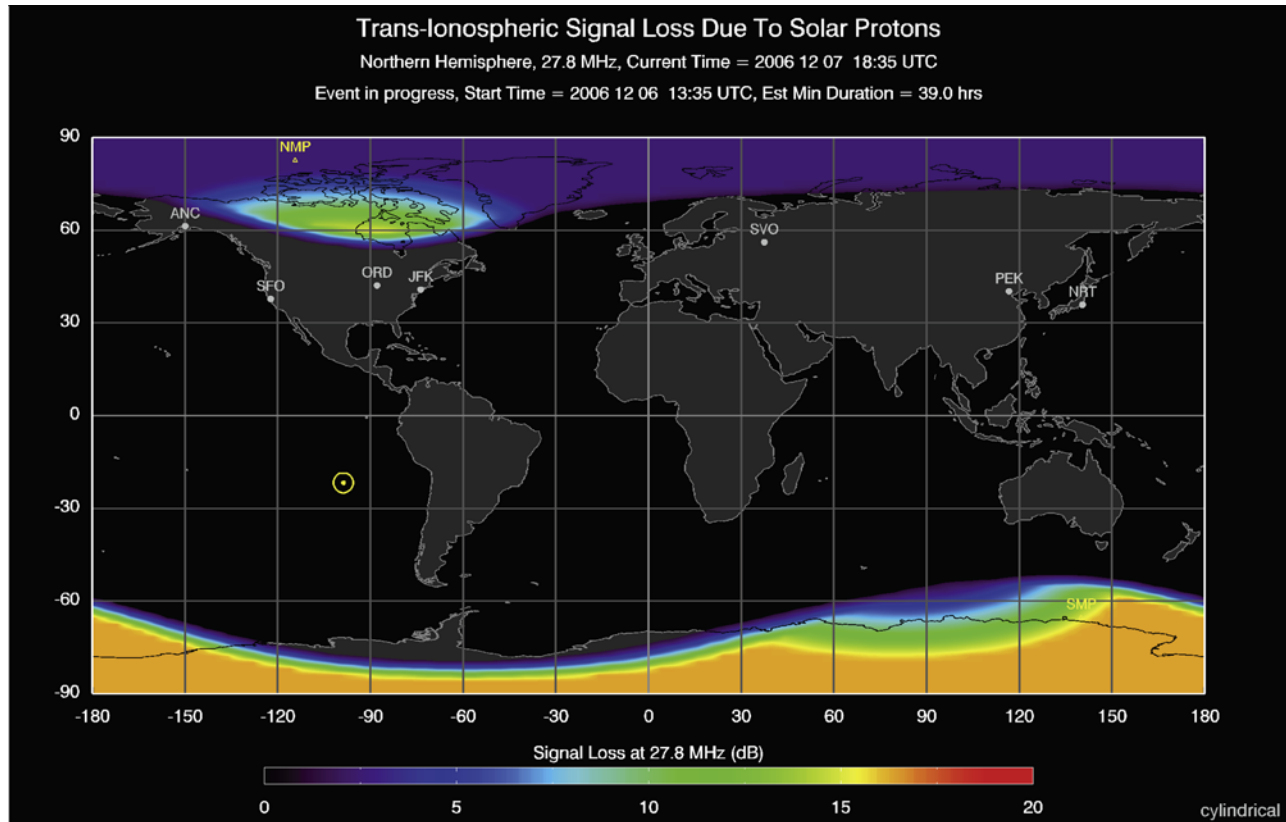 Trans-Ionospheric Signal Loss Due To Solar Protons
Northern Hemisphere, 27.8 MHz, Current Time = 2006 12 07 18:35 UTC
Event in progress, Start Time = 2006 12 06 13:35 UTC, Est Min Duration = 39.0 hrs
90
NMP
ANC
60
SVO
ORD
JFK
SFO
PEK
NRT
30
0
-30
-60
SMP
-90
-180 -150 -120 -90 -60 -30 0 30 60 90 120 150 180
Signal Loss at 27.8 MHz (dB)
0 5 10 15 20
cylindrical